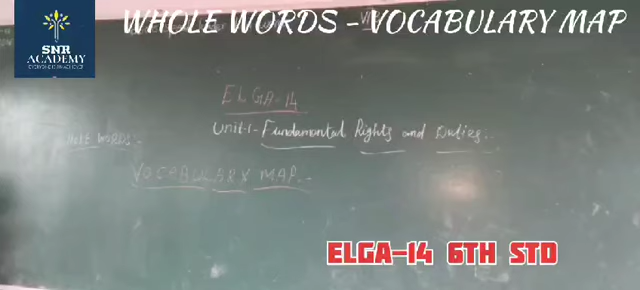 WHOLE WORDS - VOCABULARY MAP
SNR
ACADEMY
ELGA-14
Unit-1- Fundamental Rights and Duties:-
WORDS:-
VOCABULARY MAP:-
ELGA-14 6TH STD